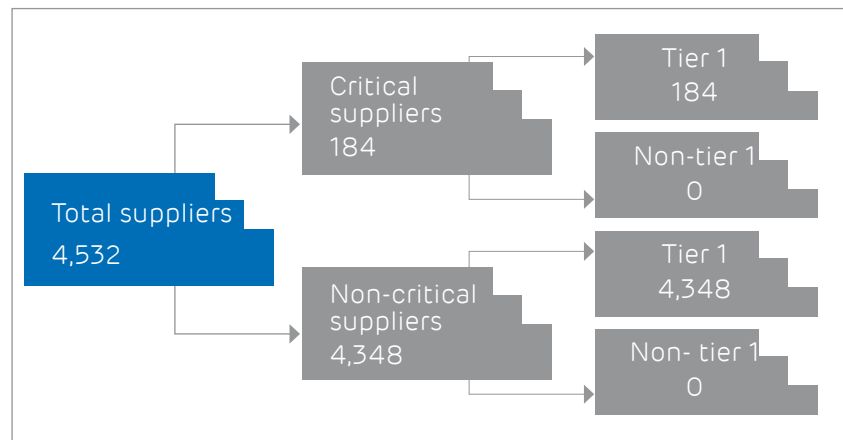 Total suppliers
4,532
Critical
suppliers
184
Tier 1
184
Non-tier 1
0
Non-critical
suppliers
4,348
Tier 1
4,348
Non- tier 1
0